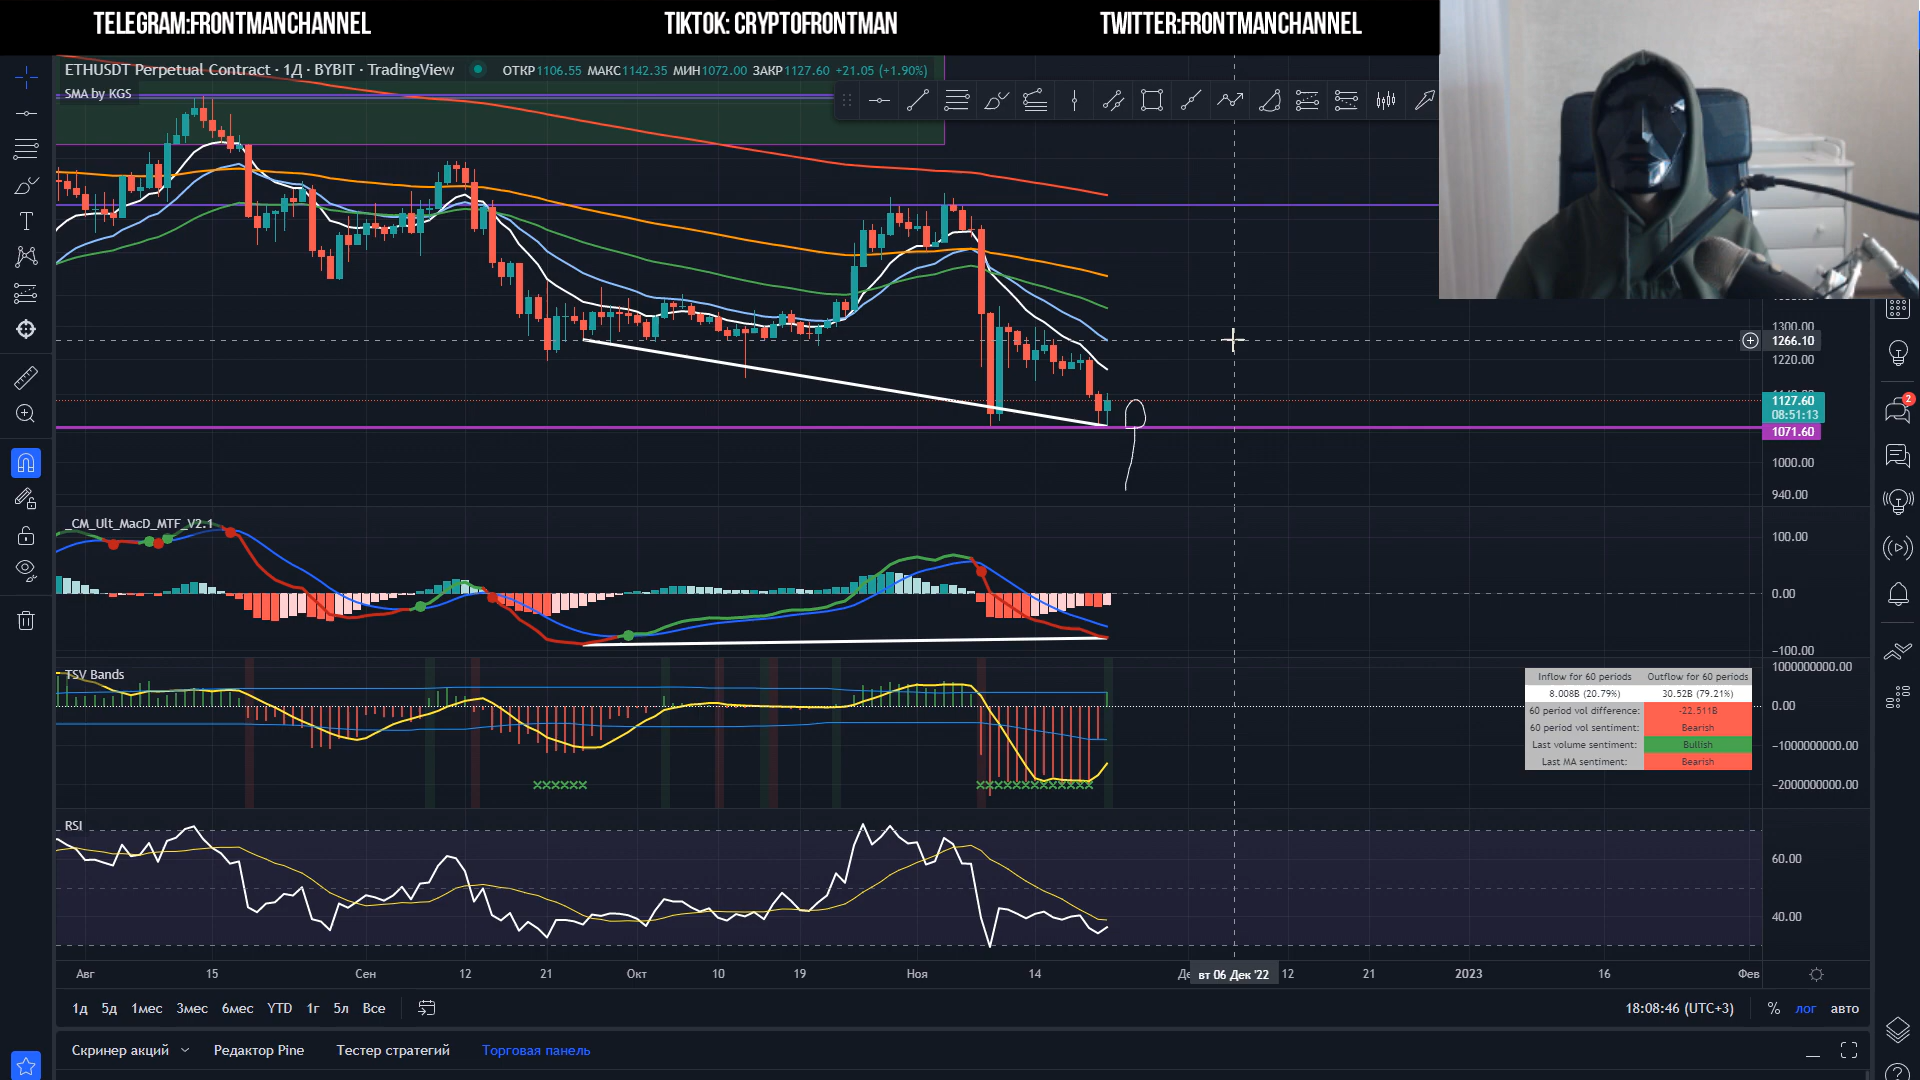 TELEGRAM:FRONTMANCHANNEL
TIKTOK: CRYPTOFRONTMAN
TWITTER:FRONTMANCHANNEL
ETHUSDT Perpetual Contract · 1Д · BYBIT · TradingView
ОТКР1106.55 МАКС1142.35 МИН1072.00 ЗАКР1127.60 +21.05 (+1.90%)
SMA by KGS
1300.00
1266.10
1220.00
1127.60
08:51:13
1071.60
1000.00
940.00
2
_CM_Ult_MacD_MTF_V2.1
100.00
0.00
−100.00
TSV Bands
1000000000.00
0.00
−1000000000.00
−2000000000.00
Inflow for 60 periods Outflow for 60 periods
8.008B (20.79%) 30.52B (79.21%)
60 period vol difference: -22.511B
60 period vol sentiment: Bearish
Last volume sentiment: Bullish
Last MA sentiment: Bearish
RSI
60.00
40.00
Авг 15 Сен 12 21 Окт 10 19 Ноя 14 вт 06 Дек '22 12 21 2023 16 Фев
1д 5д 1мес 3мес 6мес YTD 1г 5л Все
18:08:46 (UTC+3) % лог авто
Скринер акций Редактор Pine Тестер стратегий Торговая панель